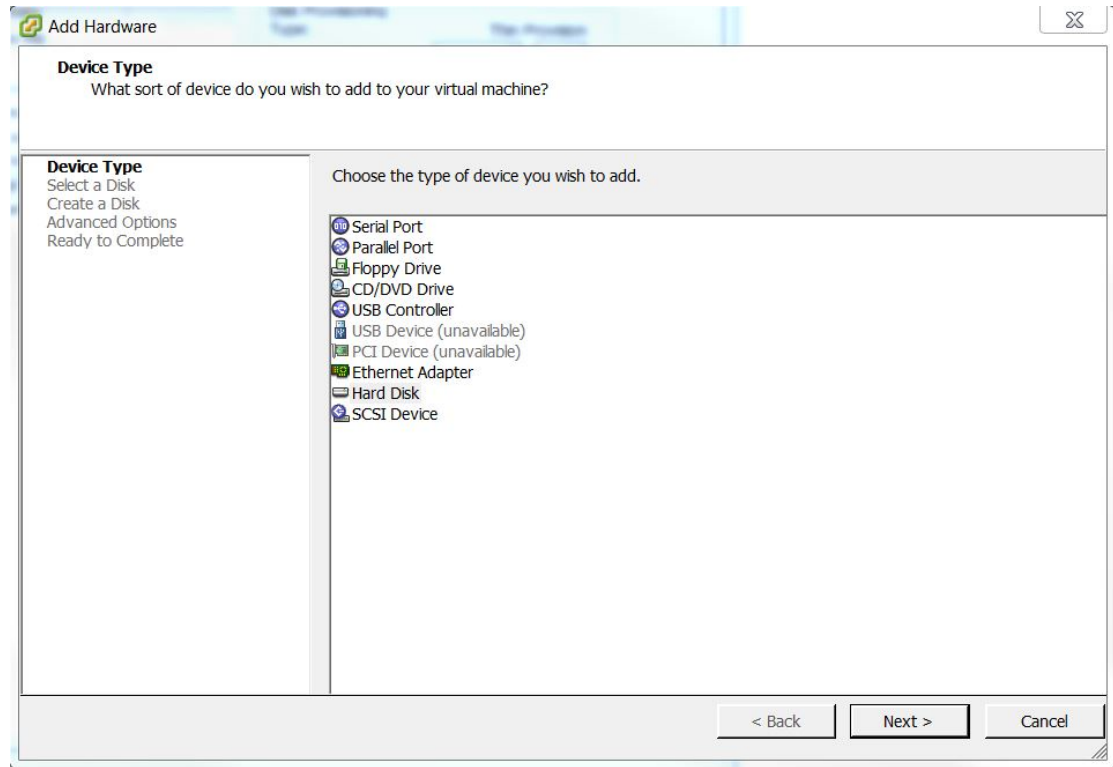 Add Hardware
Device Type
What sort of device do you wish to add to your virtual machine?
Device Type
Select a Disk
Create a Disk
Advanced Options
Ready to Complete
Choose the type of device you wish to add.
Serial Port
Parallel Port
Floppy Drive
CD/DVD Drive
USB Controller
USB Device (unavailable)
PCI Device (unavailable)
Ethernet Adapter
Hard Disk
SCSI Device
< Back
Next >
Cancel